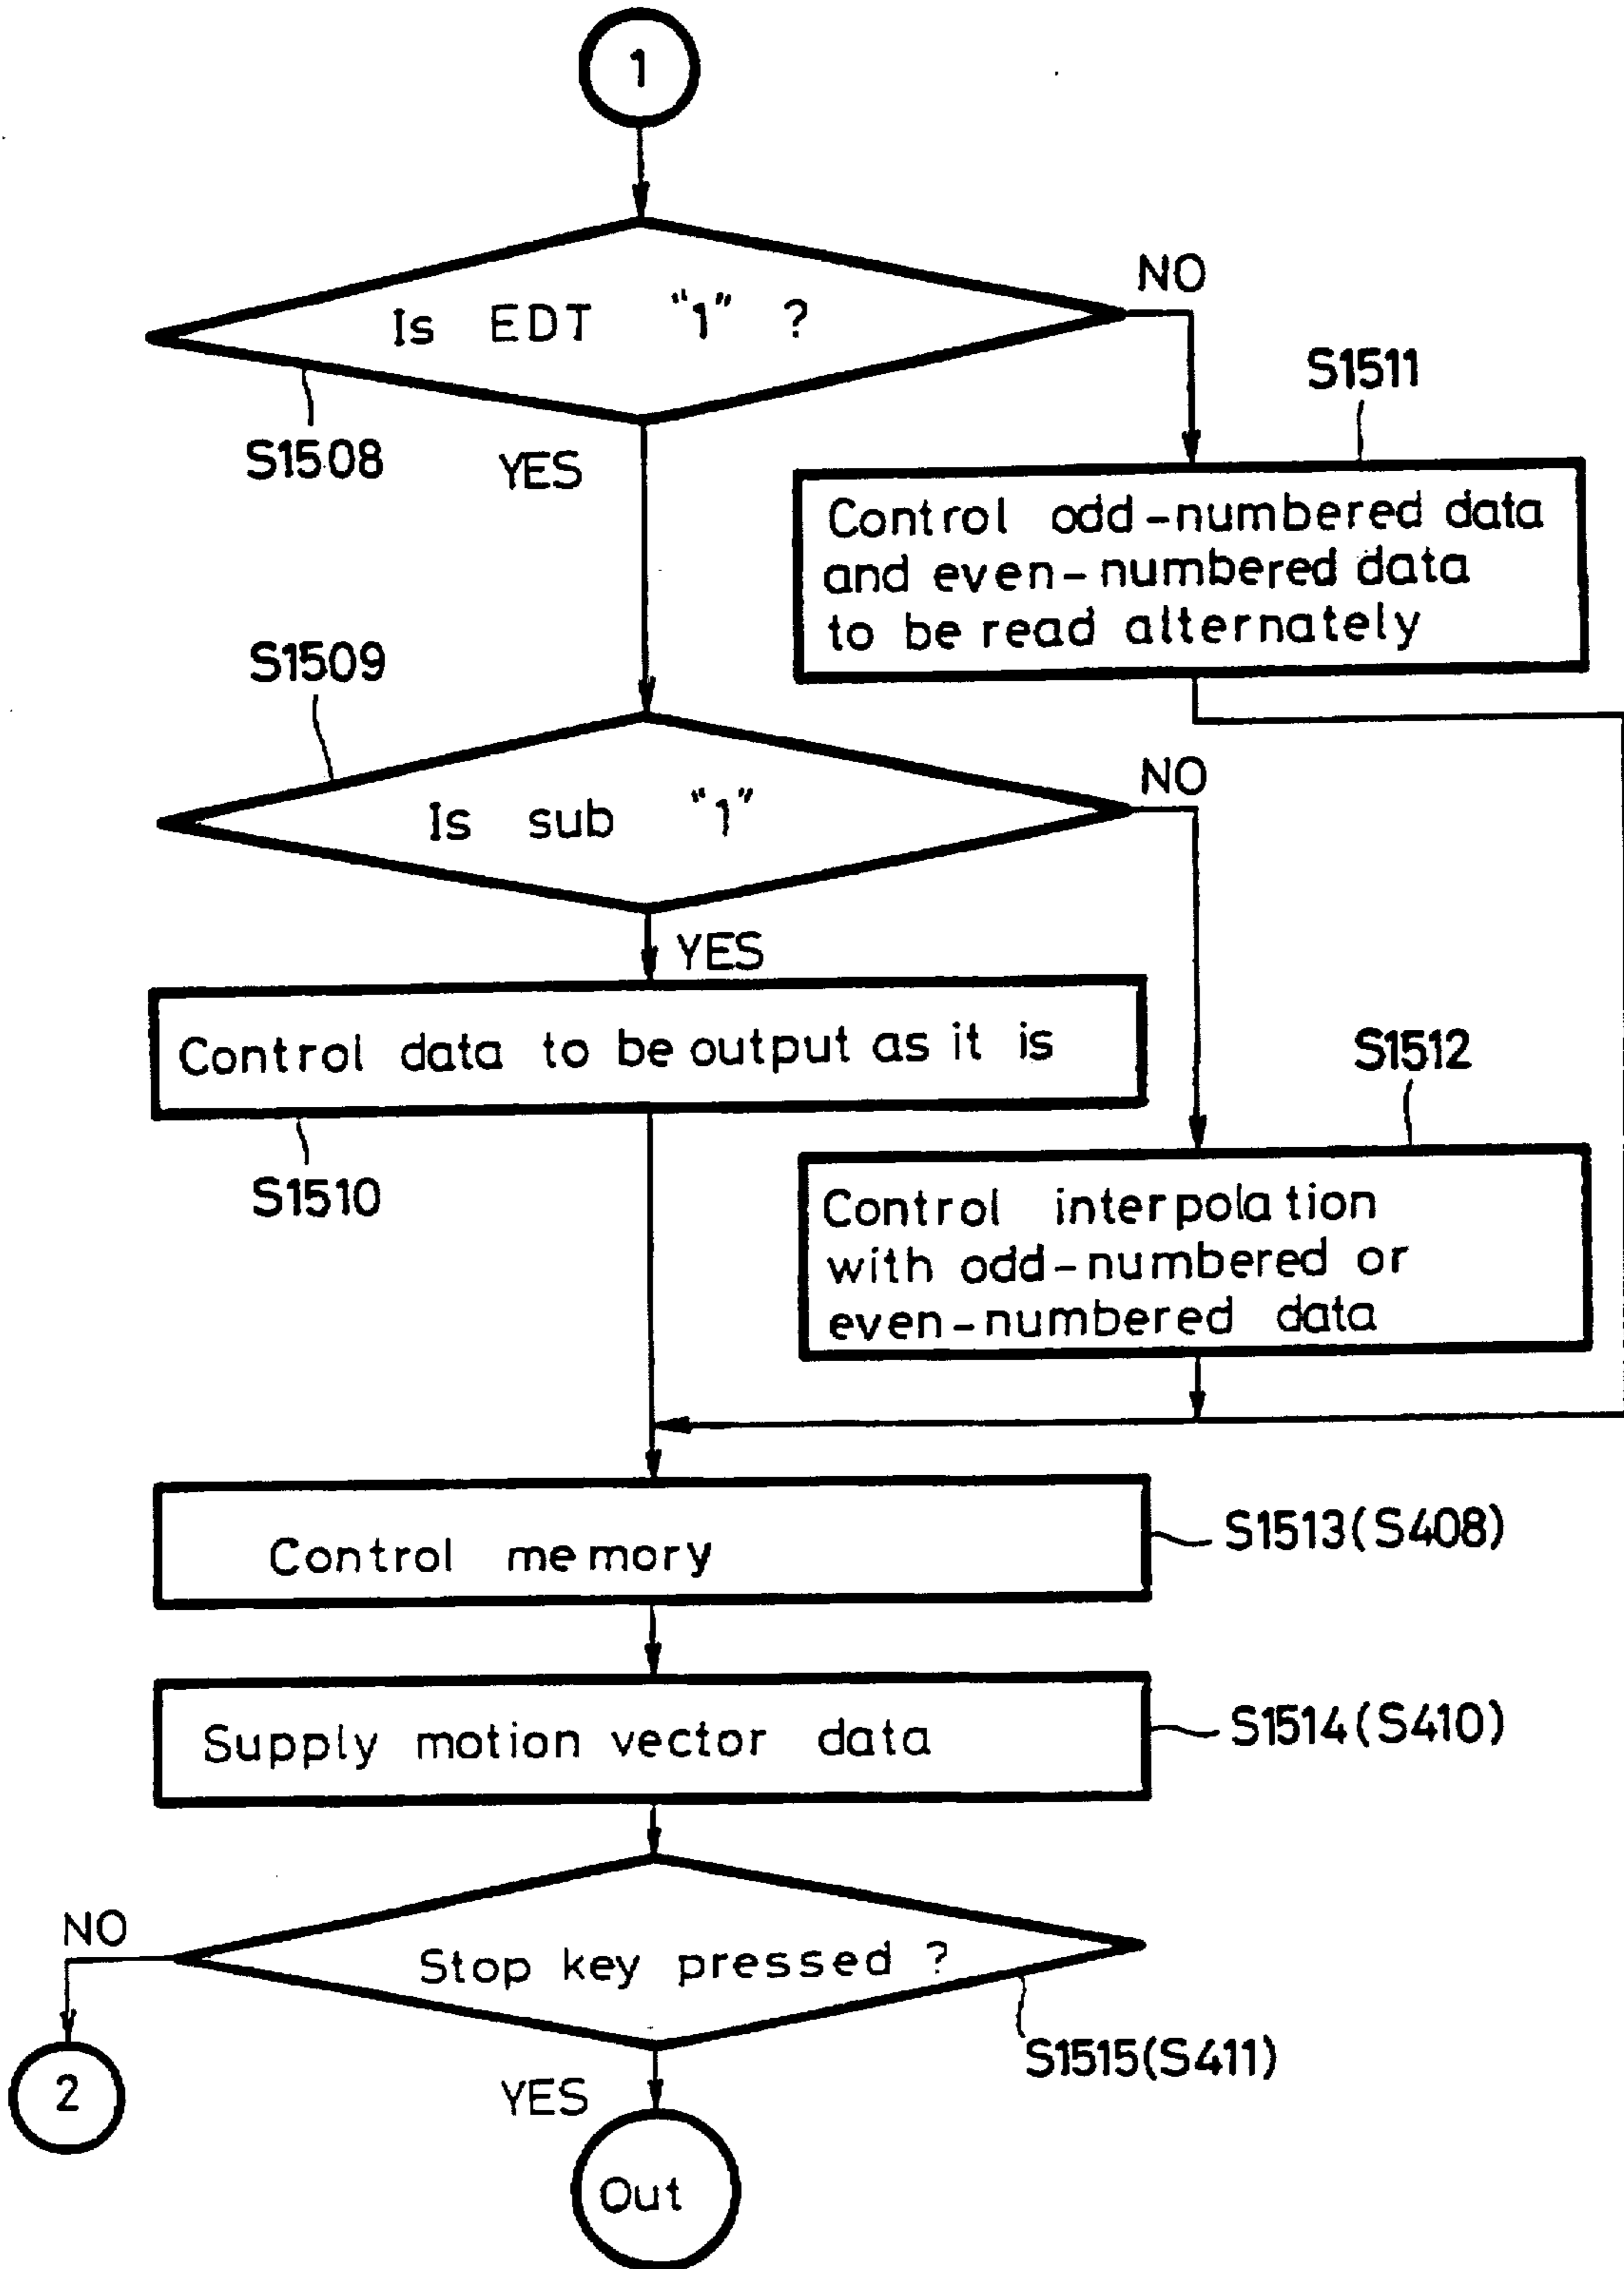 1
Is EDT "1" ?
NO
S1508
YES
S1511
Control odd-numbered data
and even-numbered data
to be read alternately
S1509
Is sub "1"
NO
YES
Control data to be output as it is
S1510
S1512
Control interpolation
with odd-numbered or
even-numbered data
Control memory
S1513(S408)
Supply motion vector data
S1514(S410)
Stop key pressed ?
NO
S1515(S411)
2
YES
Out